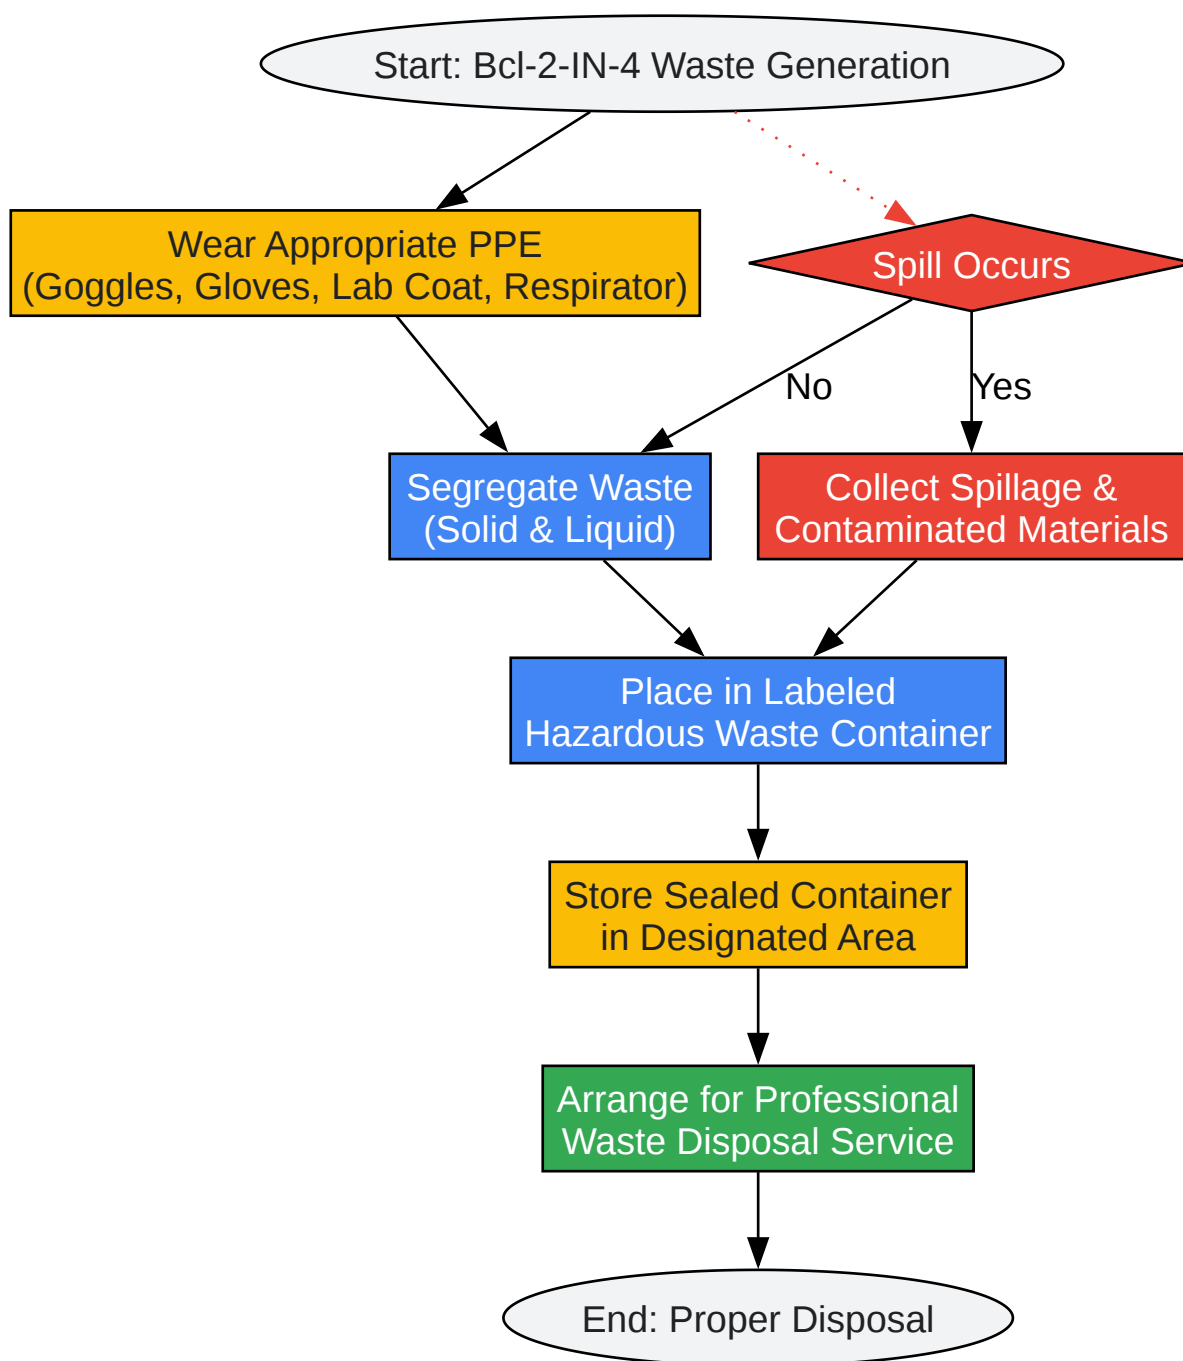 Start: Bcl-2-IN-4 Waste Generation
Wear Appropriate PPE
(Goggles, Gloves, Lab Coat, Respirator)
Spill Occurs
No
Yes
Segregate Waste
(Solid & Liquid)
Collect Spillage &
Contaminated Materials
Place in Labeled
Hazardous Waste Container
Store Sealed Container
in Designated Area
Arrange for Professional
Waste Disposal Service
End: Proper Disposal